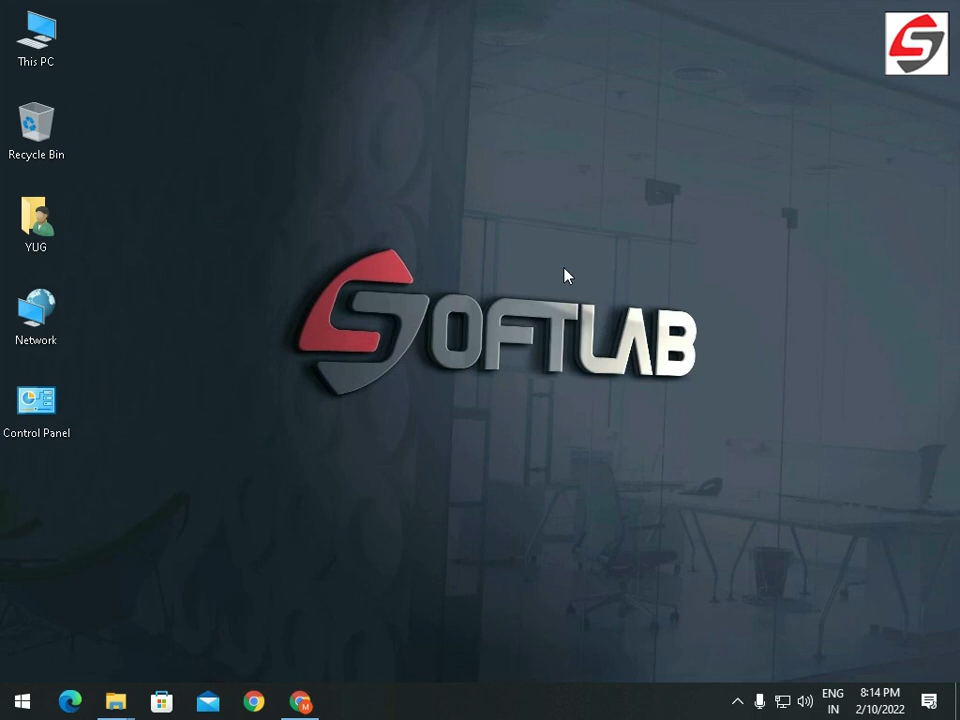 This PC
Recycle Bin
YUG
Network
Control Panel
SOFTLAB
M
ENG
IN
8:14 PM
2/10/2022